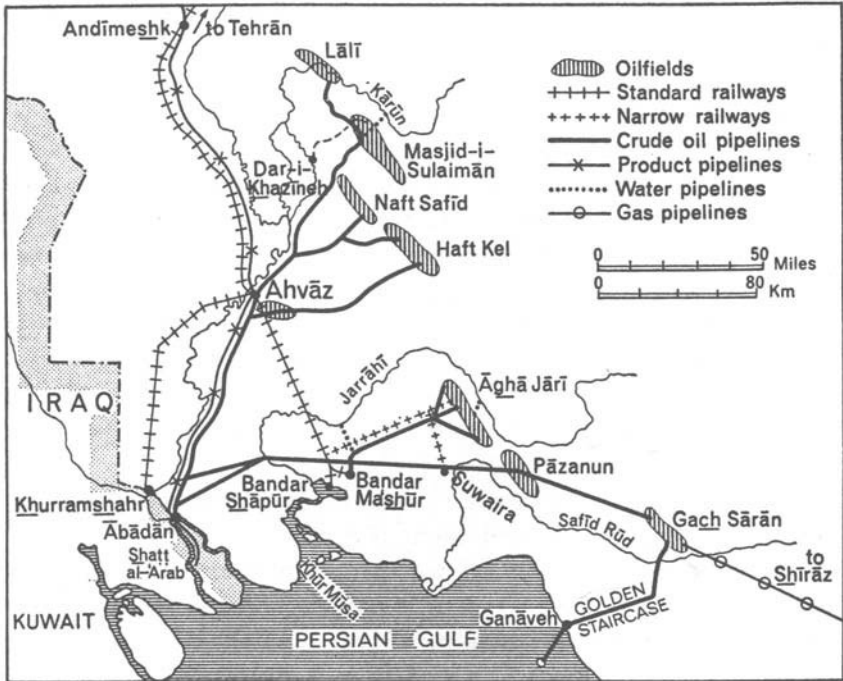 Andīmeshk
to Tehrān
Lālī
Kārūn
Masjid-i-
Sulaimān
Dar-i-
Khazīneh
Naft Safīd
Haft Kel
Ahvāz
Oilfields
Standard railways
Narrow railways
Crude oil pipelines
Product pipelines
Water pipelines
Gas pipelines
0 50
Miles
0 80
Km
IRAQ
Jarrāhī
Āghā Jārī
Khurramshahr
Ābādān
Shaṭṭ
al-Arab
Bandar
Shāpūr
Bandar
Mashūr
Suwaira
Pāzanun
Safīd Rūd
Gach Sārān
to
Shīrāz
Khūr Mūsa
KUWAIT
PERSIAN GULF
Ganāveh
GOLDEN
STAIRCASE